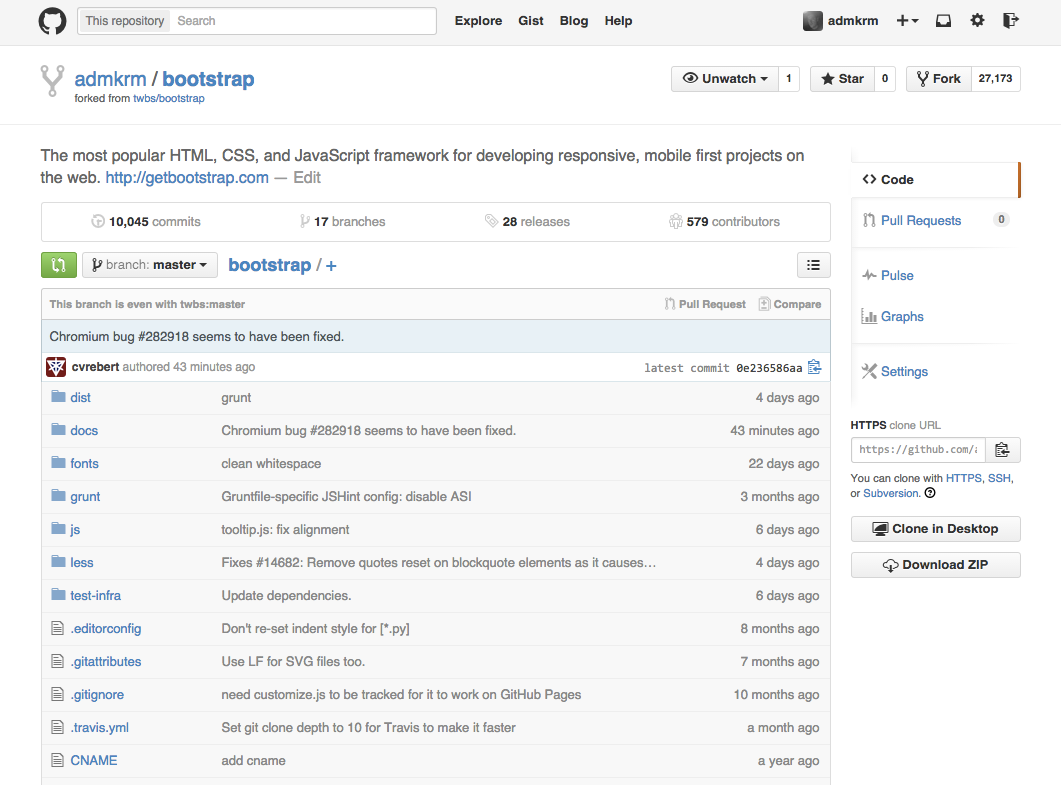 This repository Search Explore Gist Blog Help admkrm
admkrm / bootstrap
forked from twbs/bootstrap
Unwatch 1 Star 0 Fork 27,173
The most popular HTML, CSS, and JavaScript framework for developing responsive, mobile first projects on
the web. http://getbootstrap.com — Edit
10,045 commits 17 branches 28 releases 579 contributors
branch: master bootstrap / +
This branch is even with twbs:master Pull Request Compare
Chromium bug #282918 seems to have been fixed.
cvrebert authored 43 minutes ago latest commit 0e236586aa
dist grunt 4 days ago
docs Chromium bug #282918 seems to have been fixed. 43 minutes ago
fonts clean whitespace 22 days ago
grunt Gruntfile-specific JSHint config: disable ASI 3 months ago
js tooltip.js: fix alignment 6 days ago
less Fixes #14682: Remove quotes reset on blockquote elements as it causes… 4 days ago
test-infra Update dependencies. 6 days ago
.editorconfig Don't re-set indent style for [*.py] 8 months ago
.gitattributes Use LF for SVG files too. 7 months ago
.gitignore need customize.js to be tracked for it to work on GitHub Pages 10 months ago
.travis.yml Set git clone depth to 10 for Travis to make it faster a month ago
CNAME add cname a year ago
Code
Pull Requests 0
Pulse
Graphs
Settings
HTTPS clone URL
https://github.com/
You can clone with HTTPS, SSH,
or Subversion.
Clone in Desktop
Download ZIP